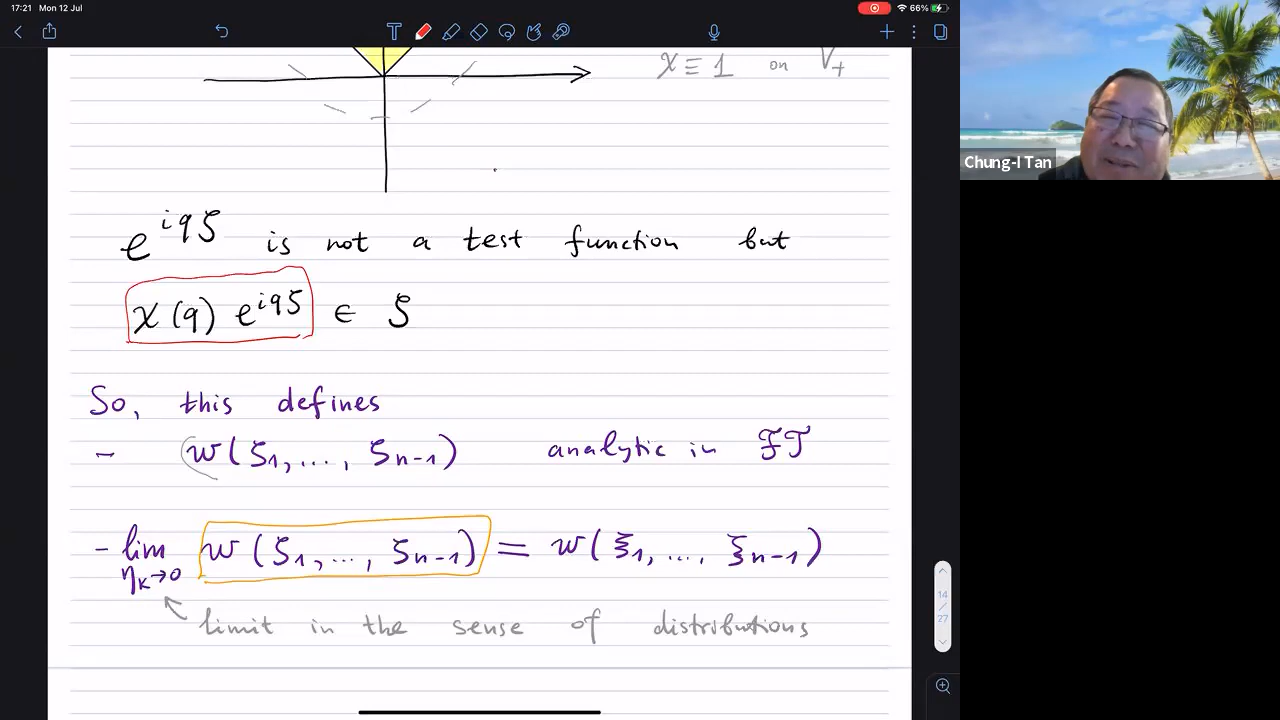 17:21 Mon 12 Jul
66%
χ ≡ 1 on V₊
Chung-I Tan
e^{iqζ} is not a test function but
χ(q) e^{iqζ} ∈ S
So, this defines
- w(ζ₁, ..., ζₙ₋₁) analytic in FT
- lim_{ηₖ→0} w(ζ₁, ..., ζₙ₋₁) = w(ξ₁, ..., ξₙ₋₁)
limit in the sense of distributions
14
/
27